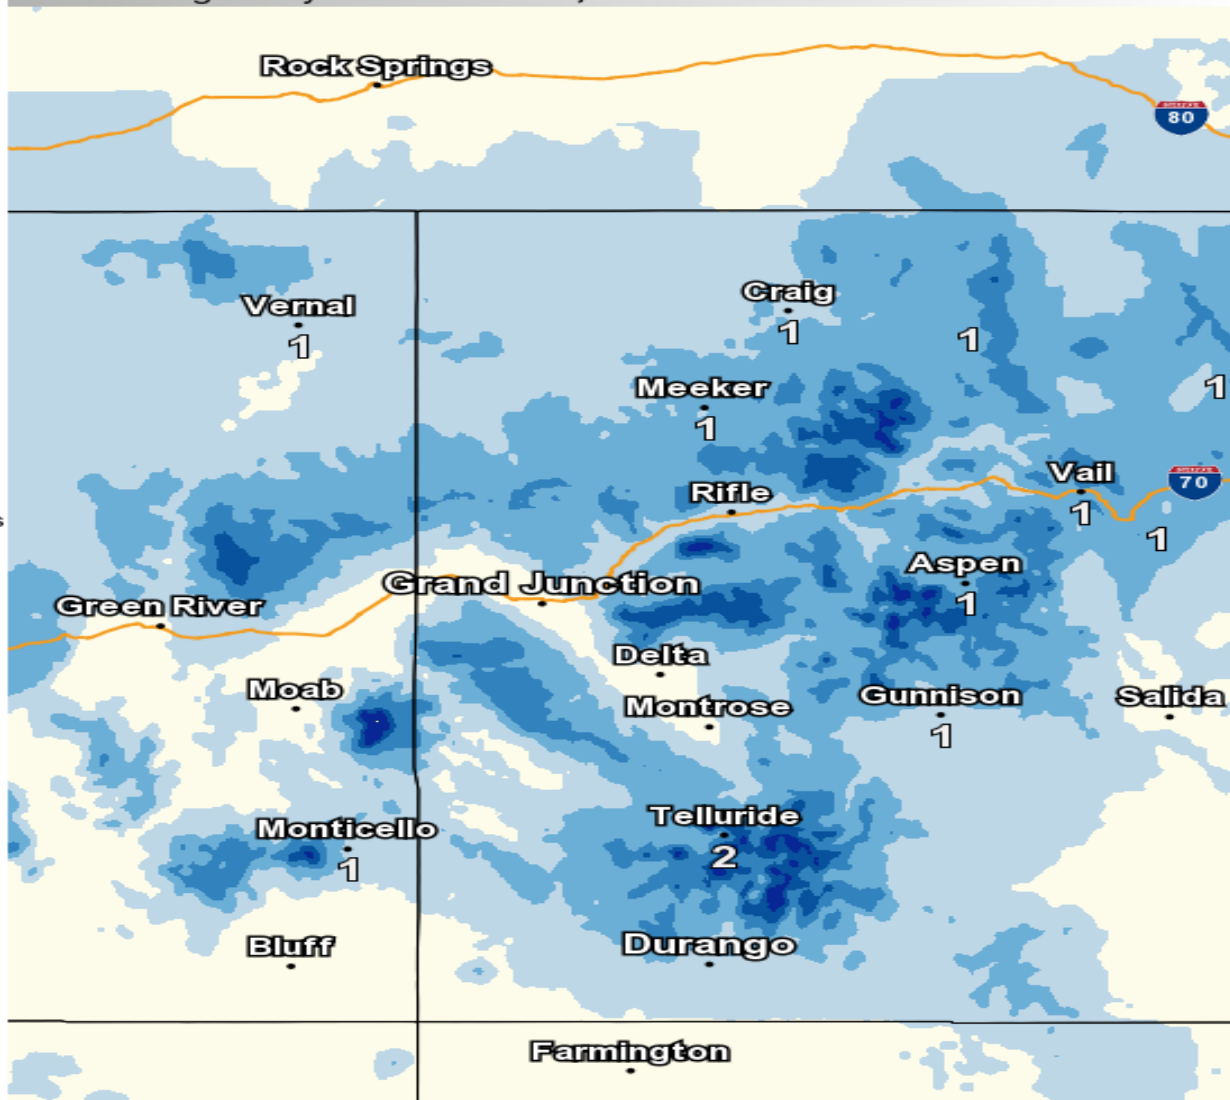 Rock Springs
80
Vernal
1
Craig
1
1
Meeker
1
1
Vail
1
70
Rifle
1
Aspen
1
Grand Junction
Green River
Delta
Moab
Montrose
Gunnison
1
Salida
Telluride
2
Monticello
1
Bluff
Durango
Farmington